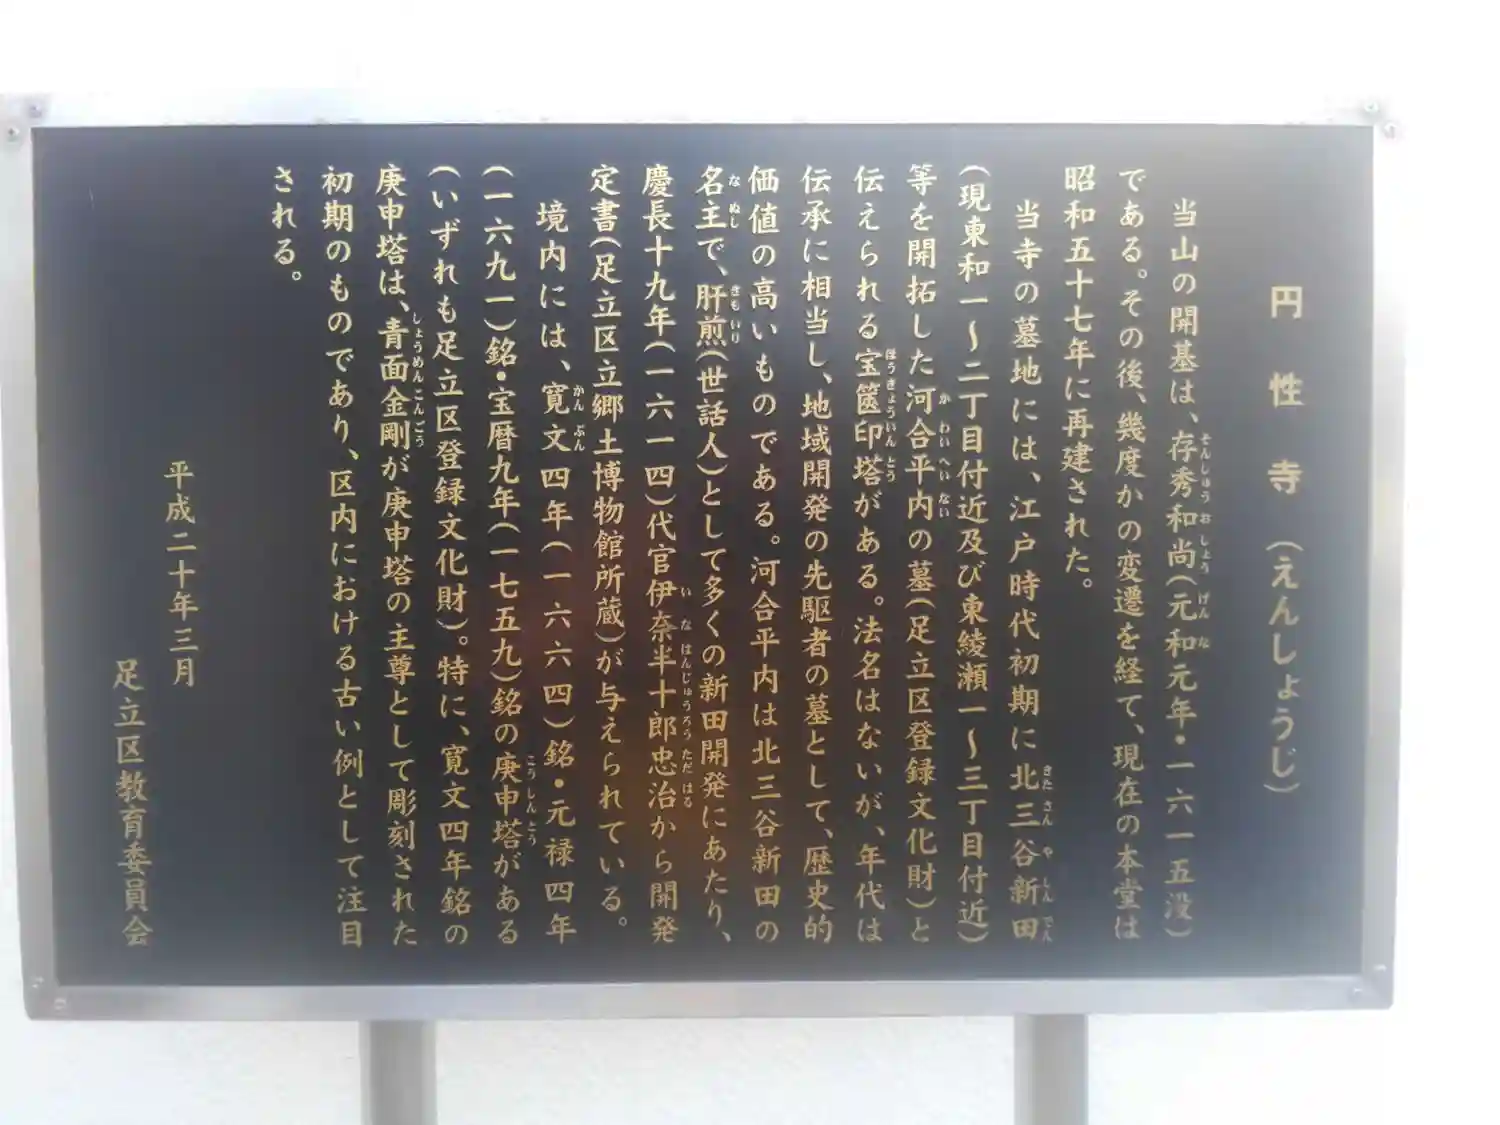 円性寺（えんしょうじ）
当山の開基は、存秀和尚（元和元年・一六一五没）
である。その後、幾度かの変遷を経て、現在の本堂は
昭和五十七年に再建された。
当寺の墓地には、江戸時代初期に北三谷新田
（現東和一〜二丁目付近及び東綾瀬一〜三丁目付近）
等を開拓した河合平内の墓（足立区登録文化財）と
伝えられる宝篋印塔がある。法名はないが、年代は
伝承に相当し、地域開発の先駆者の墓として、歴史的
価値の高いものである。河合平内は北三谷新田の
名主で、肝煎（世話人）として多くの新田開発にあたり、
慶長十九年（一六一四）代官伊奈半十郎忠治から開発
定書（足立区立郷土博物館所蔵）が与えられている。
境内には、寛文四年（一六六四）銘・元禄四年
（一六九一）銘・宝暦九年（一七五九）銘の庚申塔がある
（いずれも足立区登録文化財）。特に、寛文四年銘の
庚申塔は、青面金剛が庚申塔の主尊として彫刻された
初期のものであり、区内における古い例として注目
される。
平成二十年三月
足立区教育委員会